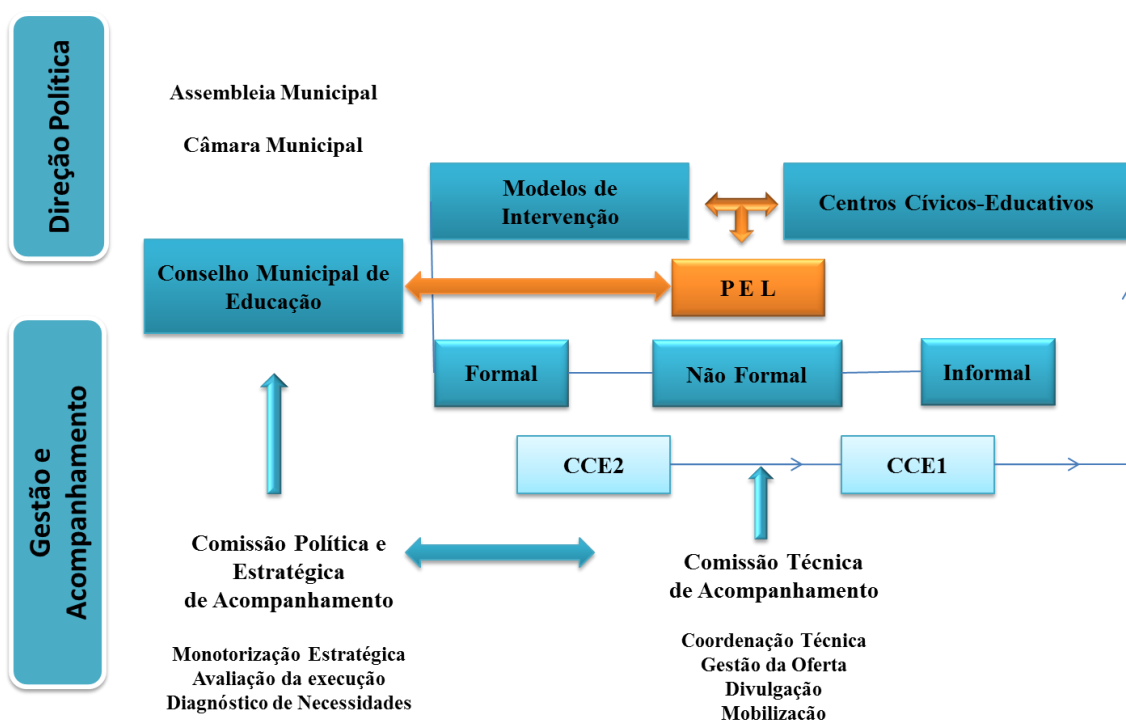 Direção Política
Assembleia Municipal
Câmara Municipal
Modelos de
Intervenção
Centros Cívicos-Educativos
Conselho Municipal de
Educação
P E L
Gestão e
Acompanhamento
Formal
Não Formal
Informal
CCE2
CCE1
Comissão Política e
Estratégica
de Acompanhamento
Comissão Técnica
de Acompanhamento
Monotorização Estratégica
Avaliação da execução
Diagnóstico de Necessidades
Coordenação Técnica
Gestão da Oferta
Divulgação
Mobilização